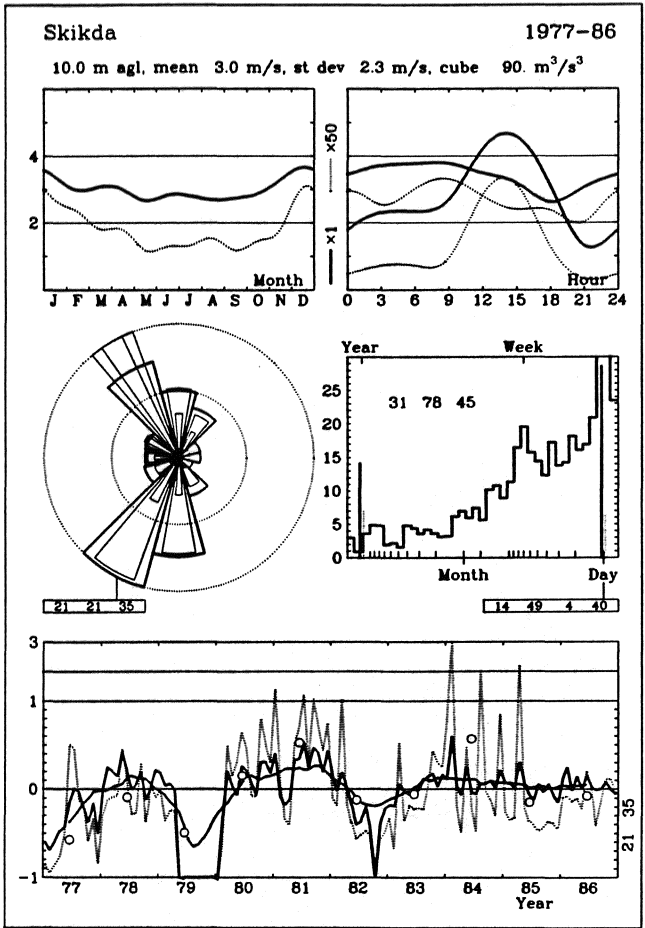 Skikda 1977-86
10.0 m agl, mean 3.0 m/s, st dev 2.3 m/s, cube 90. m³/s³
4
2
Month
J F M A M J J A S O N D
×1 ×50
Hour
0 3 6 9 12 15 18 21 24
Year Week
25
20
15
10
5
0
31 78 45
Month Day
21 21 35
14 49 4 40
3
1
0
-1
77 78 79 80 81 82 83 84 85 86
Year
21 35